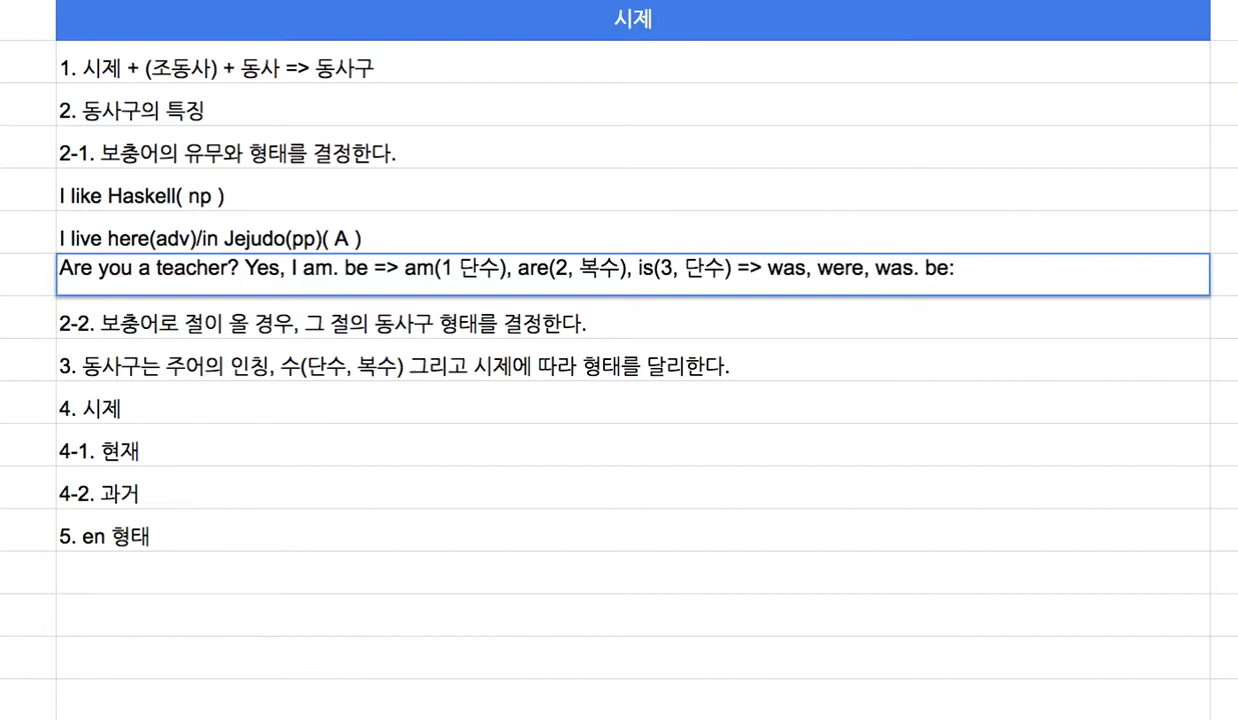 시제
1. 시제 + (조동사) + 동사 => 동사구
2. 동사구의 특징
2-1. 보충어의 유무와 형태를 결정한다.
I like Haskell( np )
I live here(adv)/in Jejudo(pp)( A )
Are you a teacher? Yes, I am. be => am(1 단수), are(2, 복수), is(3, 단수) => was, were, was. be:
2-2. 보충어로 절이 올 경우, 그 절의 동사구 형태를 결정한다.
3. 동사구는 주어의 인칭, 수(단수, 복수) 그리고 시제에 따라 형태를 달리한다.
4. 시제
4-1. 현재
4-2. 과거
5. en 형태